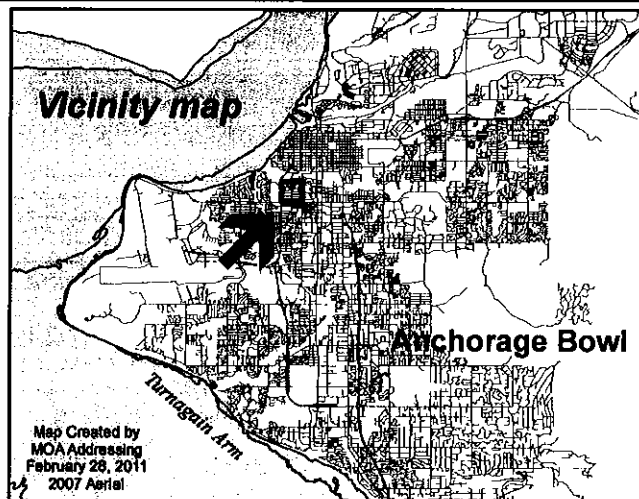 Vicinity map
Anchorage Bowl
Turnagain Arm
Map Created by
MOA Addressing
February 28, 2011
2007 Aerial